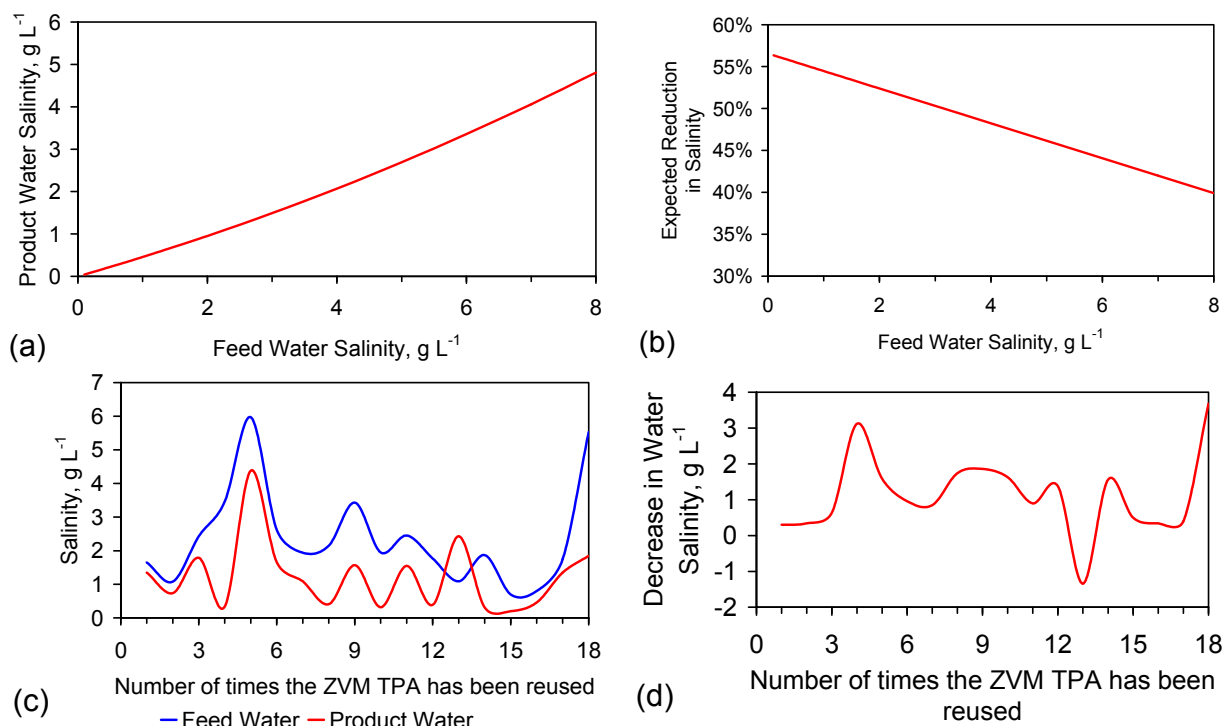 6
5
4
3
2
1
0
Product Water Salinity, g L-1
0 2 4 6 8
Feed Water Salinity, g L-1
(a)
60%
55%
50%
45%
40%
35%
30%
Expected Reduction
in Salinity
0 2 4 6 8
Feed Water Salinity, g L-1
(b)
7
6
5
4
3
2
1
0
Salinity, g L-1
0 3 6 9 12 15 18
Number of times the ZVM TPA has been reused
(c)
Feed Water Product Water
4
3
2
1
0
-1
-2
Decrease in Water
Salinity, g L-1
0 3 6 9 12 15 18
Number of times the ZVM TPA has been
reused
(d)